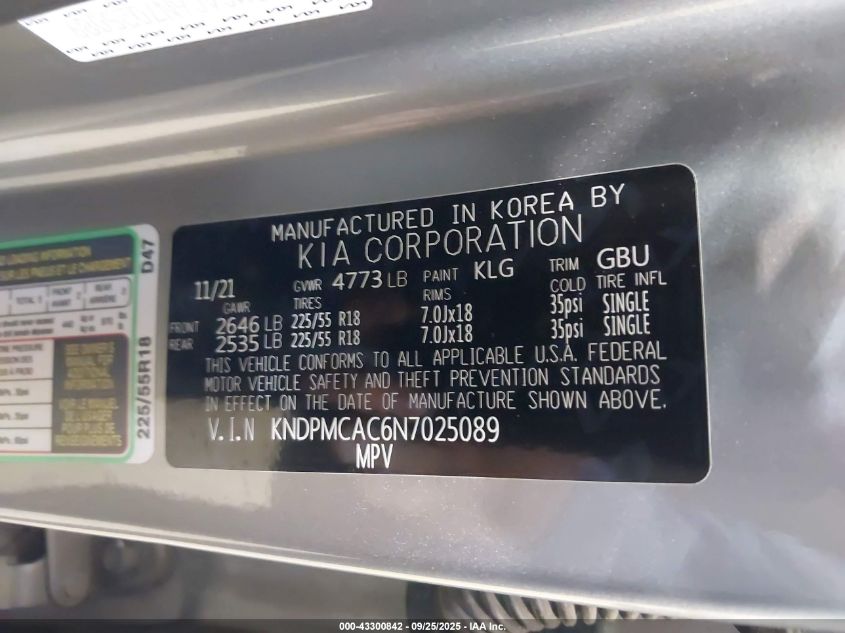 MANUFACTURED IN KOREA BY
KIA CORPORATION
11/21 GVWR 4773 LB PAINT KLG TRIM GBU
GAWR TIRES RIMS COLD TIRE INFL
FRONT 2646 LB 225/55 R18 7.0Jx18 35psi SINGLE
REAR 2535 LB 225/55 R18 7.0Jx18 35psi SINGLE
THIS VEHICLE CONFORMS TO ALL APPLICABLE U.S.A. FEDERAL
MOTOR VEHICLE SAFETY AND THEFT PREVENTION STANDARDS
IN EFFECT ON THE DATE OF MANUFACTURE SHOWN ABOVE.
V.I.N KNDPMCAC6N7025089
MPV
D47
225/55R18
000-43300842 - 09/25/2025 - IAA Inc.